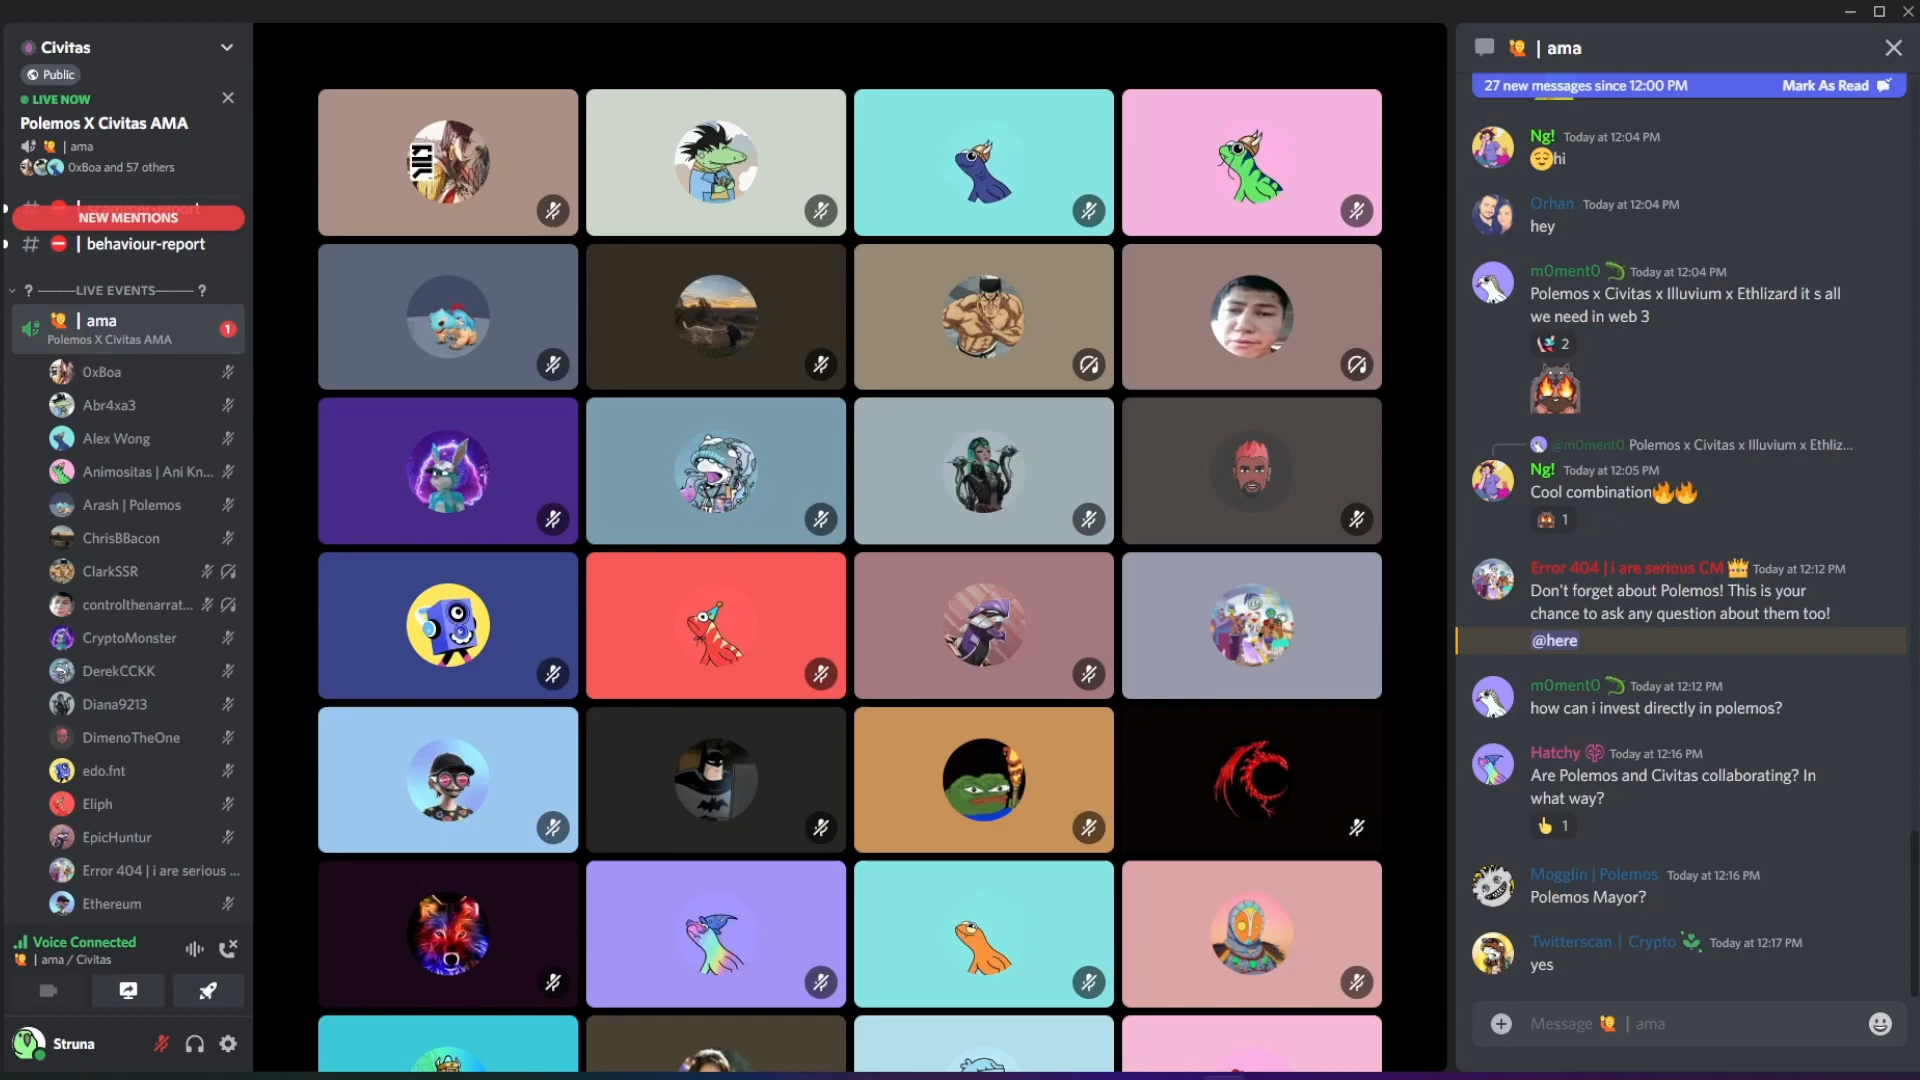 Civitas
Public
LIVE NOW
Polemos X Civitas AMA
| ama
0xBoa and 57 others
NEW MENTIONS
# | behaviour-report
? ———LIVE EVENTS——— ?
| ama
1
Polemos X Civitas AMA
0xBoa
Abr4xa3
Alex Wong
Animositas | Ani Kn...
Arash | Polemos
ChrisBBacon
ClarkSSR
controlthenarrat...
CryptoMonster
DerekCCKK
Diana9213
DimenoTheOne
edo.fnt
Eliph
EpicHuntur
Error 404 | i are serious ...
Ethereum
Voice Connected
| ama / Civitas
Struna
| ama
27 new messages since 12:00 PM Mark As Read
Ng! Today at 12:04 PM
hi
Orhan Today at 12:04 PM
hey
m0ment0 Today at 12:04 PM
Polemos x Civitas x Illuvium x Ethlizard it s all
we need in web 3
2
@m0ment0 Polemos x Civitas x Illuvium x Ethliz...
Ng! Today at 12:05 PM
Cool combination
1
Error 404 | i are serious CM Today at 12:12 PM
Don't forget about Polemos! This is your
chance to ask any question about them too!
@here
m0ment0 Today at 12:12 PM
how can i invest directly in polemos?
Hatchy Today at 12:16 PM
Are Polemos and Civitas collaborating? In
what way?
1
Mogglin | Polemos Today at 12:16 PM
Polemos Mayor?
Twitterscan | Crypto Today at 12:17 PM
yes
Message | ama